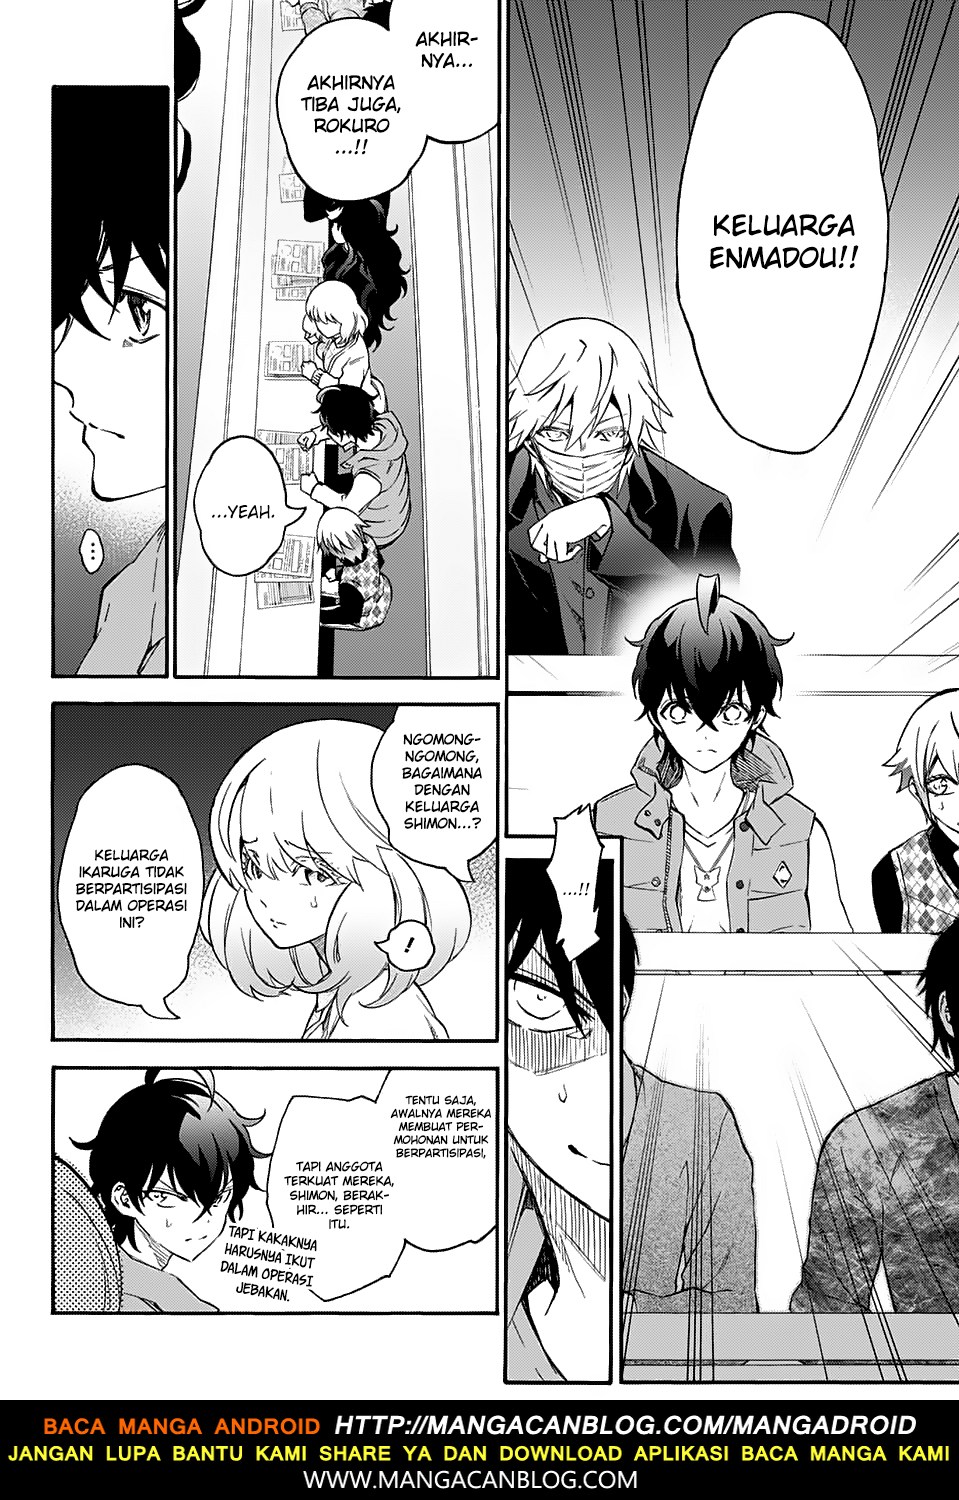 KELUARGA
ENMADOU!!
...!!
AKHIR-
NYA...
AKHIRNYA
TIBA JUGA,
ROKURO
...!!
...YEAH.
...
NGOMONG-
NGOMONG,
BAGAIMANA
DENGAN
KELUARGA
SHIMON...?
!
KELUARGA
IKARUGA TIDAK
BERPARTISIPASI
DALAM OPERASI
INI?
TENTU SAJA,
AWALNYA MEREKA
MEMBUAT PER-
MOHONAN UNTUK
BERPARTISIPASI,
TAPI ANGGOTA
TERKUAT MEREKA,
SHIMON, BERAK-
HIR... SEPERTI
ITU.
TAPI KAKAKNYA
HARUSNYA IKUT
DALAM OPERASI
JEBAKAN.
BACA MANGA ANDROID HTTP://MANGACANBLOG.COM/MANGADROID
JANGAN LUPA BANTU KAMI SHARE YA DAN DOWNLOAD APLIKASI BACA MANGA KAMI
WWW.MANGACANBLOG.COM